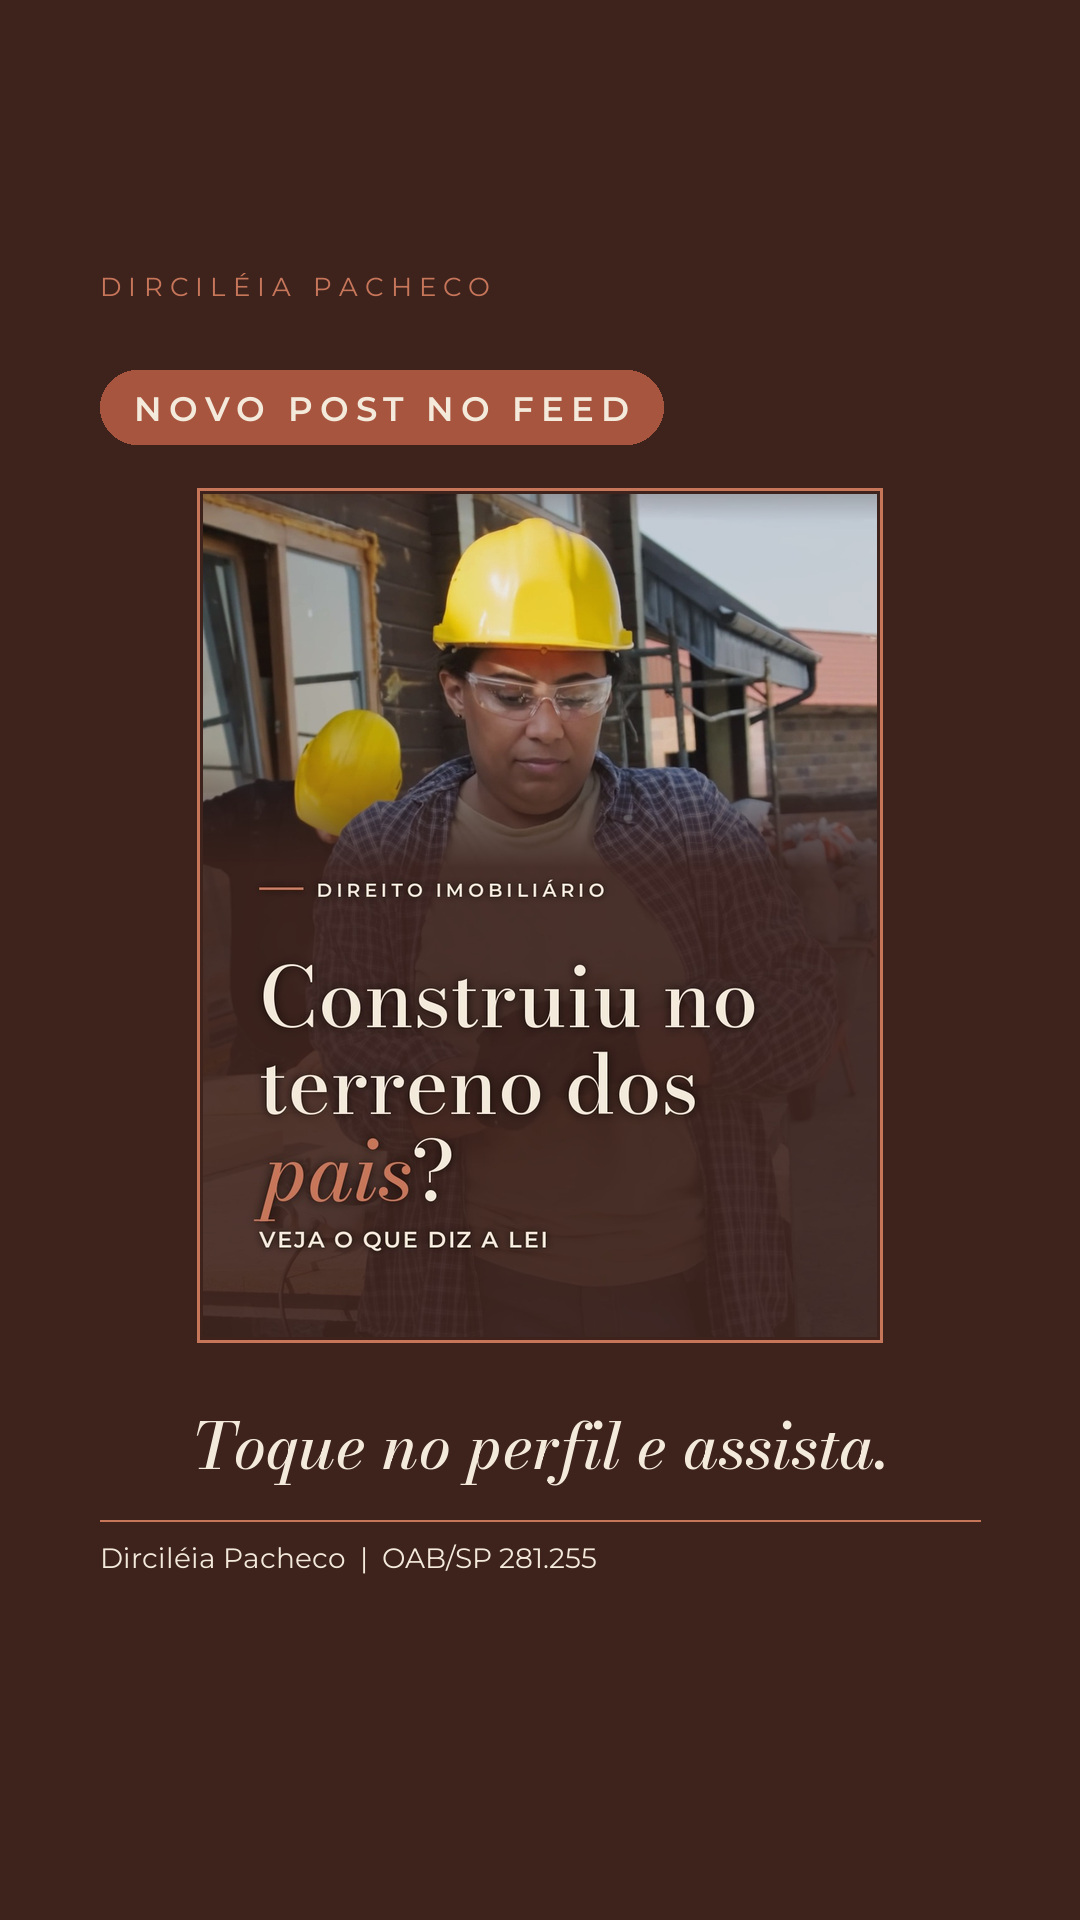 DIRCILÉIA PACHECO
NOVO POST NO FEED
DIREITO IMOBILIÁRIO
Construiu no
terreno dos
pais?
VEJA O QUE DIZ A LEI
Toque no perfil e assista.
Dirciléia Pacheco | OAB/SP 281.255